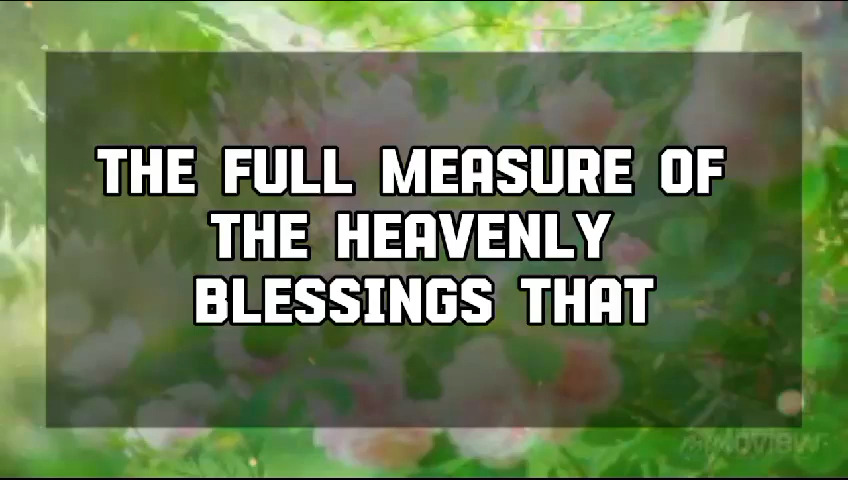 THE FULL MEASURE OF
THE HEAVENLY
BLESSINGS THAT